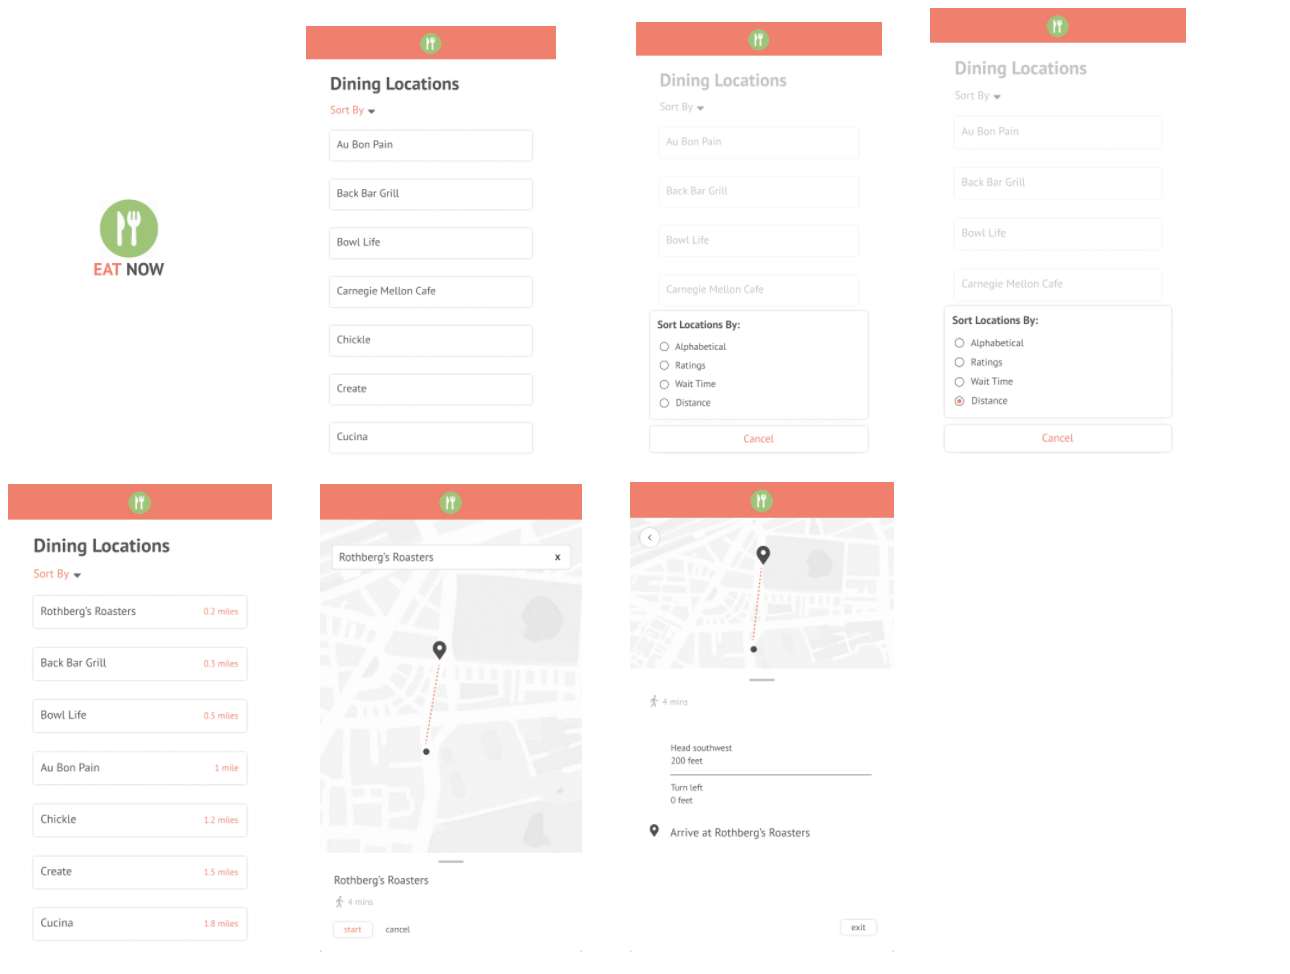 EAT NOW
Dining Locations
Sort By
Au Bon Pain
Back Bar Grill
Bowl Life
Carnegie Mellon Cafe
Chickle
Create
Cucina
Dining Locations
Sort By
Au Bon Pain
Back Bar Grill
Bowl Life
Carnegie Mellon Cafe
Sort Locations By:
Alphabetical
Ratings
Wait Time
Distance
Cancel
Dining Locations
Sort By
Au Bon Pain
Back Bar Grill
Bowl Life
Carnegie Mellon Cafe
Sort Locations By:
Alphabetical
Ratings
Wait Time
Distance
Cancel
Dining Locations
Sort By
Rothberg's Roasters 0.2 miles
Back Bar Grill 0.3 miles
Bowl Life 0.5 miles
Au Bon Pain 1 mile
Chickle 1.2 miles
Create 1.5 miles
Cucina 1.8 miles
Rothberg's Roasters x
Rothberg's Roasters
4 mins
start cancel
<
4 mins
Head southwest
200 feet
Turn left
0 feet
Arrive at Rothberg's Roasters
exit